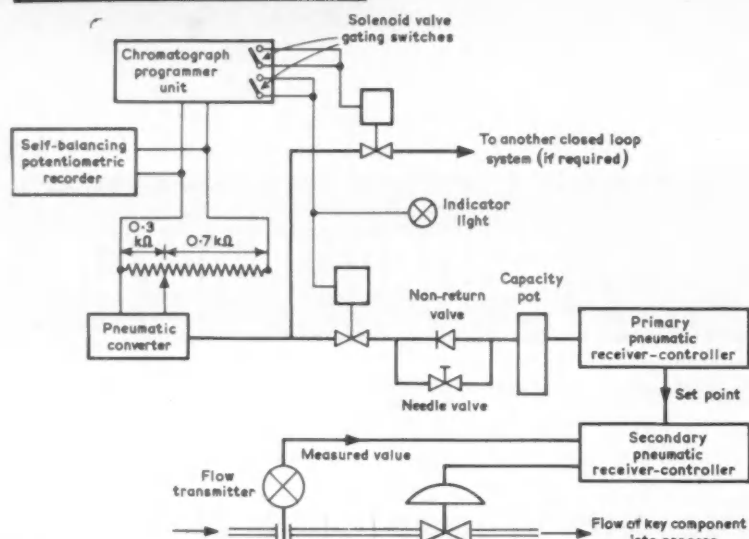 Solenoid valve
gating switches
Chromatograph
programmer
unit
Self-balancing
potentiometric
recorder
To another closed loop
system (if required)
Indicator
light
0·3
kΩ
0·7 kΩ
Pneumatic
converter
Non-return
valve
Needle valve
Capacity
pot
Primary
pneumatic
receiver-controller
Set point
Secondary
pneumatic
receiver-controller
Measured value
Flow
transmitter
Flow of key component
into process